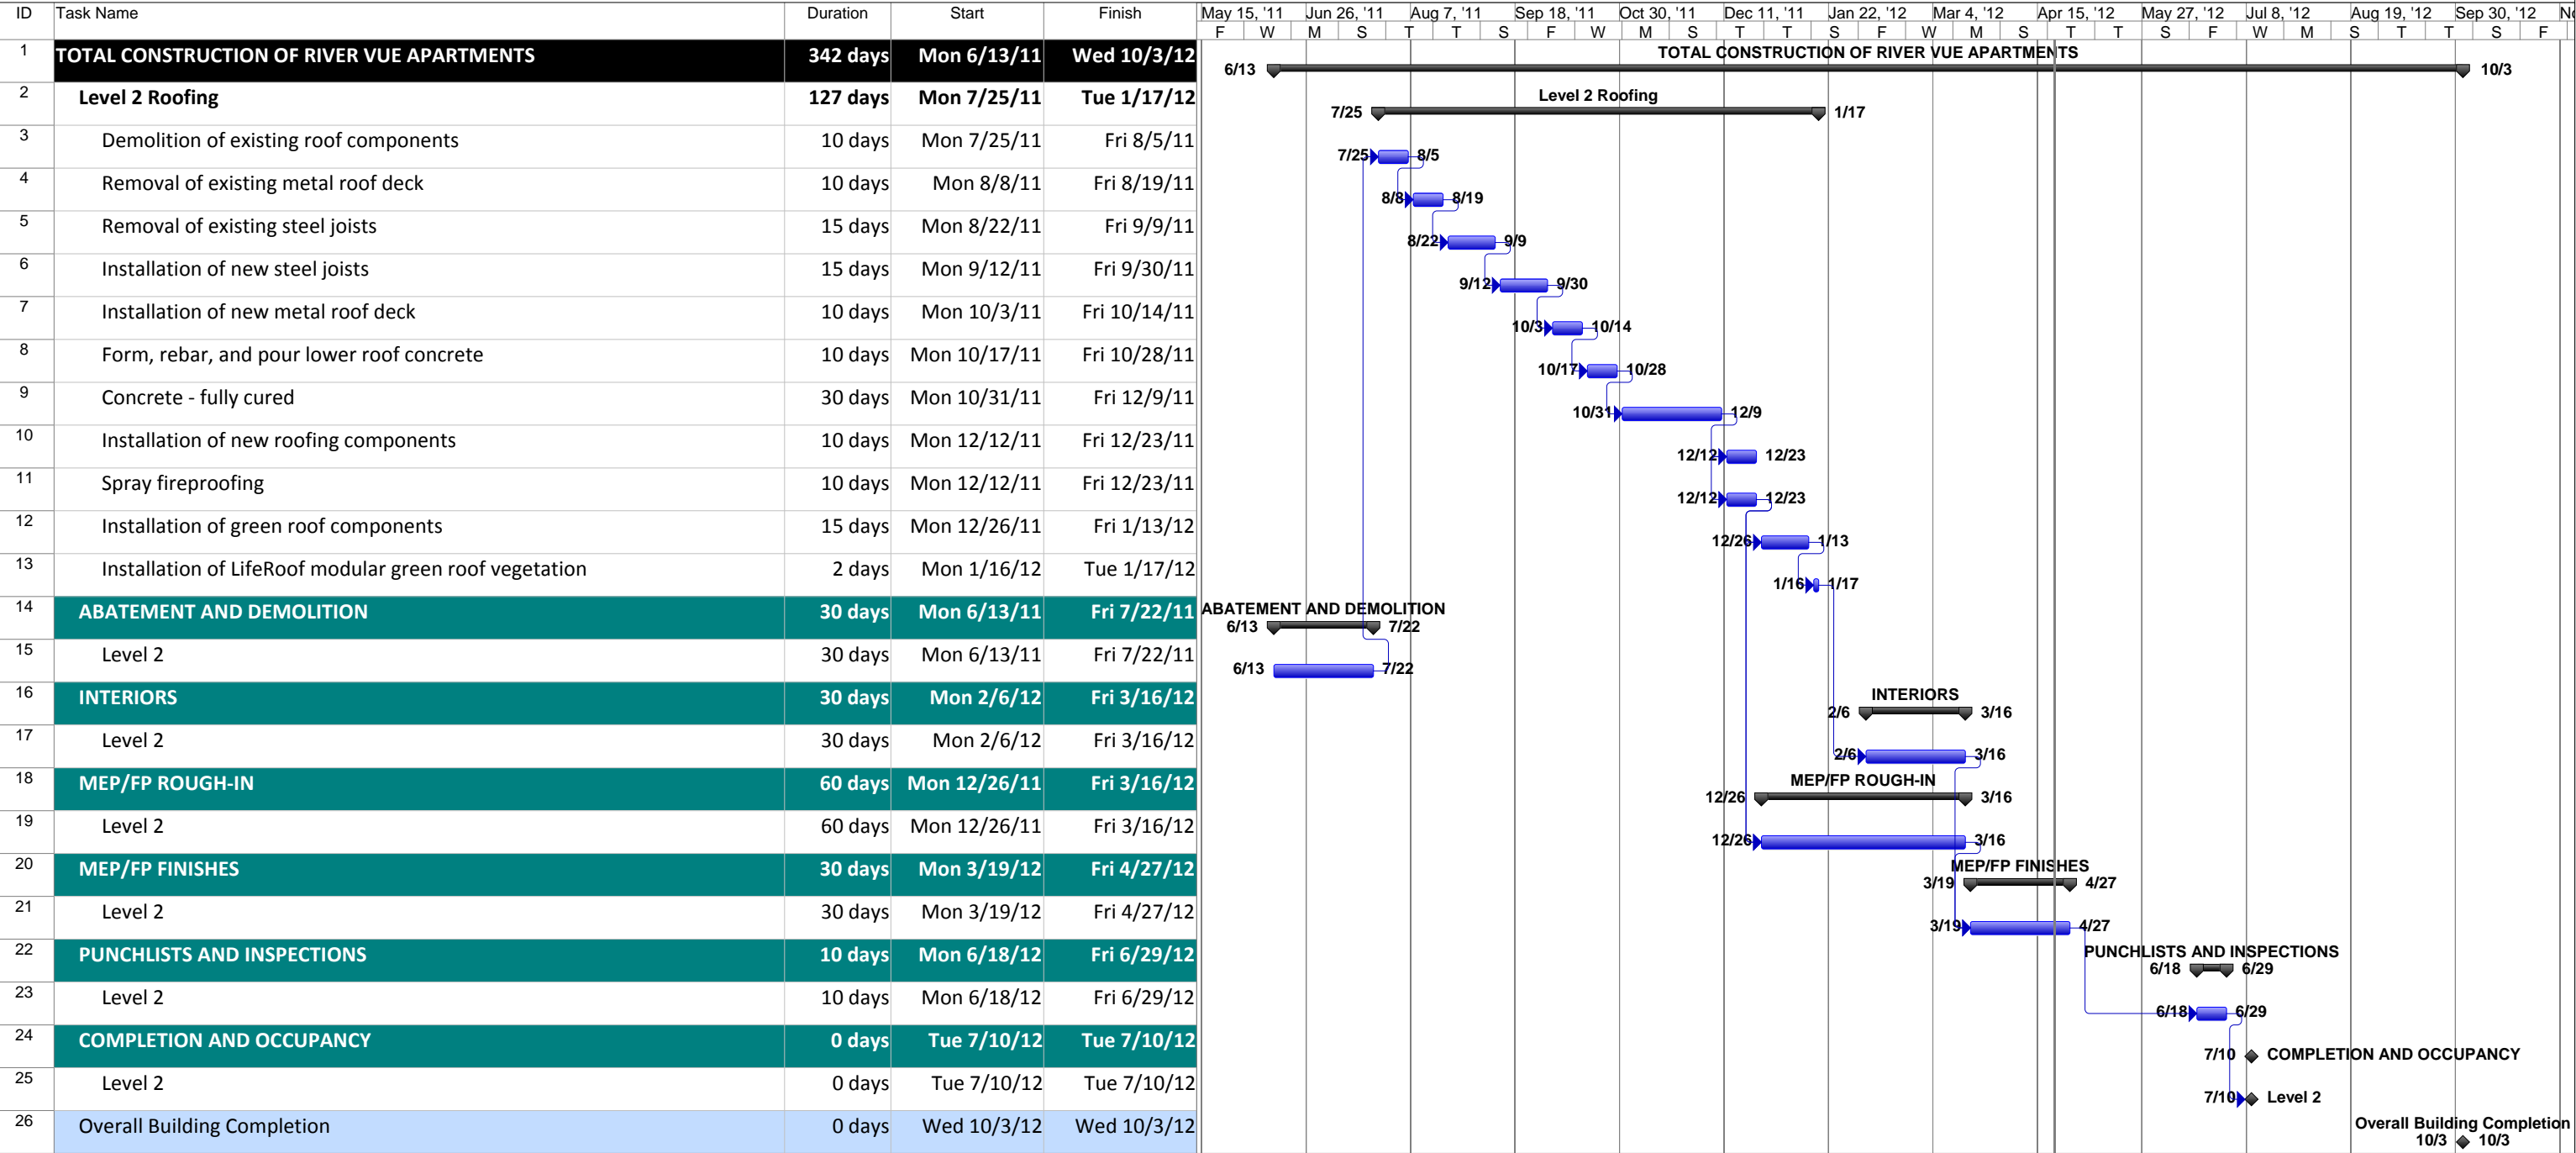 ID Task Name Duration Start Finish May 15, '11 Jun 26, '11 Aug 7, '11 Sep 18, '11 Oct 30, '11 Dec 11, '11 Jan 22, '12 Mar 4, '12 Apr 15, '12 May 27, '12 Jul 8, '12 Aug 19, '12 Sep 30, '12
F W M S T T S F W M S T T S F W M S T T S F W M S T T S F
1 TOTAL CONSTRUCTION OF RIVER VUE APARTMENTS 342 days Mon 6/13/11 Wed 10/3/12 TOTAL CONSTRUCTION OF RIVER VUE APARTMENTS
6/13 10/3
2 Level 2 Roofing 127 days Mon 7/25/11 Tue 1/17/12 Level 2 Roofing
7/25 1/17
3 Demolition of existing roof components 10 days Mon 7/25/11 Fri 8/5/11 7/25 8/5
4 Removal of existing metal roof deck 10 days Mon 8/8/11 Fri 8/19/11 8/8 8/19
5 Removal of existing steel joists 15 days Mon 8/22/11 Fri 9/9/11 8/22 9/9
6 Installation of new steel joists 15 days Mon 9/12/11 Fri 9/30/11 9/12 9/30
7 Installation of new metal roof deck 10 days Mon 10/3/11 Fri 10/14/11 10/3 10/14
8 Form, rebar, and pour lower roof concrete 10 days Mon 10/17/11 Fri 10/28/11 10/17 10/28
9 Concrete - fully cured 30 days Mon 10/31/11 Fri 12/9/11 10/31 12/9
10 Installation of new roofing components 10 days Mon 12/12/11 Fri 12/23/11 12/12 12/23
11 Spray fireproofing 10 days Mon 12/12/11 Fri 12/23/11 12/12 12/23
12 Installation of green roof components 15 days Mon 12/26/11 Fri 1/13/12 12/26 1/13
13 Installation of LifeRoof modular green roof vegetation 2 days Mon 1/16/12 Tue 1/17/12 1/16 1/17
14 ABATEMENT AND DEMOLITION 30 days Mon 6/13/11 Fri 7/22/11 ABATEMENT AND DEMOLITION
6/13 7/22
15 Level 2 30 days Mon 6/13/11 Fri 7/22/11 6/13 7/22
16 INTERIORS 30 days Mon 2/6/12 Fri 3/16/12 INTERIORS
2/6 3/16
17 Level 2 30 days Mon 2/6/12 Fri 3/16/12 2/6 3/16
18 MEP/FP ROUGH-IN 60 days Mon 12/26/11 Fri 3/16/12 MEP/FP ROUGH-IN
12/26 3/16
19 Level 2 60 days Mon 12/26/11 Fri 3/16/12 12/26 3/16
20 MEP/FP FINISHES 30 days Mon 3/19/12 Fri 4/27/12 MEP/FP FINISHES
3/19 4/27
21 Level 2 30 days Mon 3/19/12 Fri 4/27/12 3/19 4/27
22 PUNCHLISTS AND INSPECTIONS 10 days Mon 6/18/12 Fri 6/29/12 PUNCHLISTS AND INSPECTIONS
6/18 6/29
23 Level 2 10 days Mon 6/18/12 Fri 6/29/12 6/18 6/29
24 COMPLETION AND OCCUPANCY 0 days Tue 7/10/12 Tue 7/10/12 7/10 COMPLETION AND OCCUPANCY
25 Level 2 0 days Tue 7/10/12 Tue 7/10/12 7/10 Level 2
26 Overall Building Completion 0 days Wed 10/3/12 Wed 10/3/12 Overall Building Completion
10/3 10/3